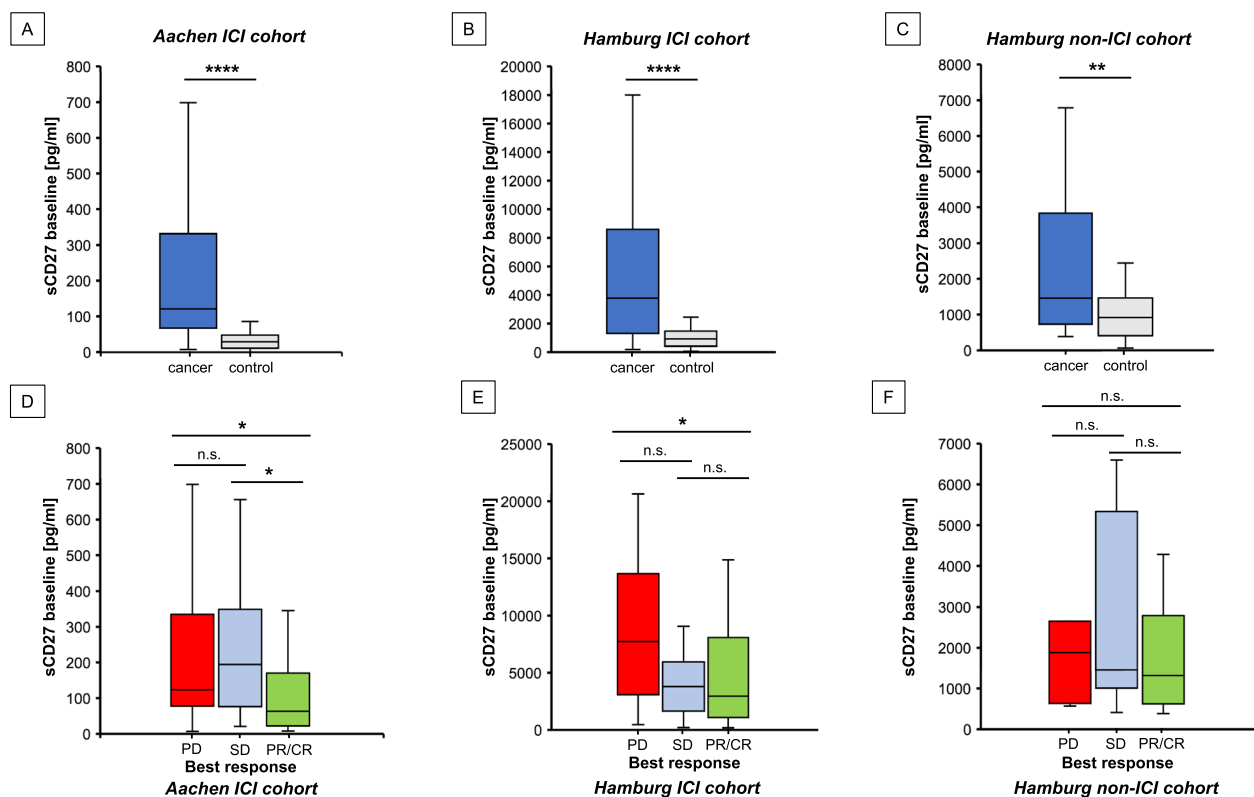 A
Aachen ICI cohort
sCD27 baseline [pg/ml]
800
700
600
500
400
300
200
100
0
****
cancer
control
B
Hamburg ICI cohort
sCD27 baseline [pg/ml]
20000
18000
16000
14000
12000
10000
8000
6000
4000
2000
0
****
cancer
control
C
Hamburg non-ICI cohort
sCD27 baseline [pg/ml]
8000
7000
6000
5000
4000
3000
2000
1000
0
**
cancer
control
D
sCD27 baseline [pg/ml]
800
700
600
500
400
300
200
100
0
*
n.s.
*
PD
SD
PR/CR
Best response
Aachen ICI cohort
E
sCD27 baseline [pg/ml]
25000
20000
15000
10000
5000
0
*
n.s.
n.s.
PD
SD
PR/CR
Best response
Hamburg ICI cohort
F
sCD27 baseline [pg/ml]
7000
6000
5000
4000
3000
2000
1000
0
n.s.
n.s.
n.s.
PD
SD
PR/CR
Best response
Hamburg non-ICI cohort